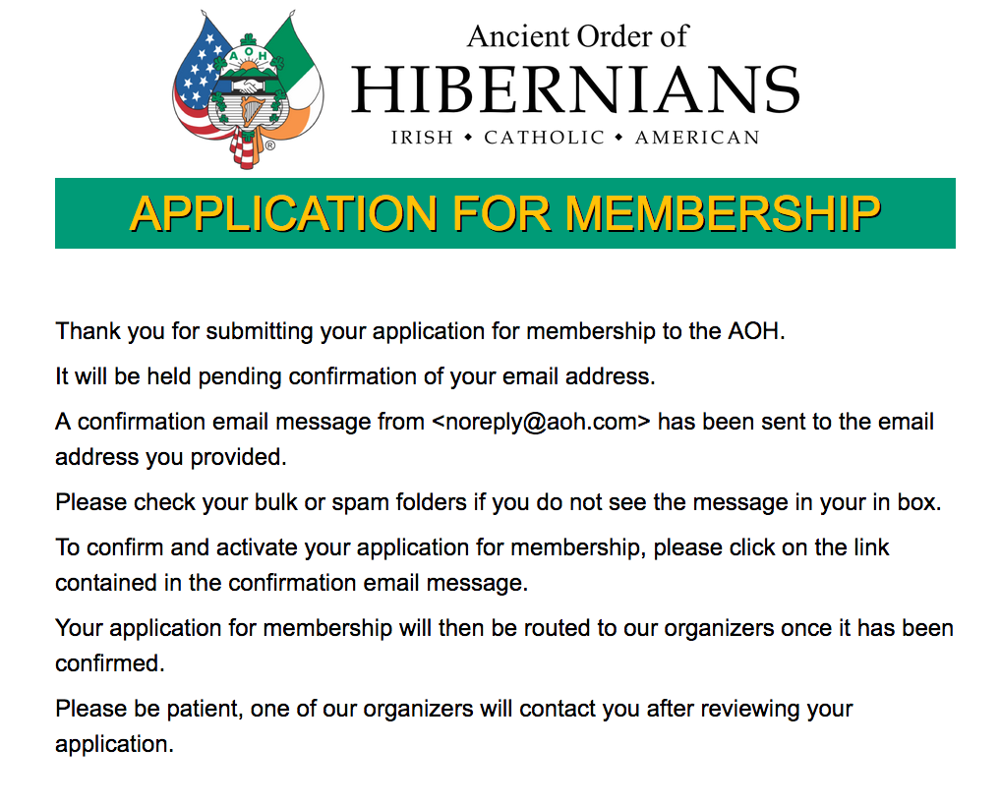 Ancient Order of
HIBERNIANS
IRISH ◆ CATHOLIC ◆ AMERICAN
AOH
®
APPLICATION FOR MEMBERSHIP
Thank you for submitting your application for membership to the AOH.
It will be held pending confirmation of your email address.
A confirmation email message from <noreply@aoh.com> has been sent to the email
address you provided.
Please check your bulk or spam folders if you do not see the message in your in box.
To confirm and activate your application for membership, please click on the link
contained in the confirmation email message.
Your application for membership will then be routed to our organizers once it has been
confirmed.
Please be patient, one of our organizers will contact you after reviewing your
application.